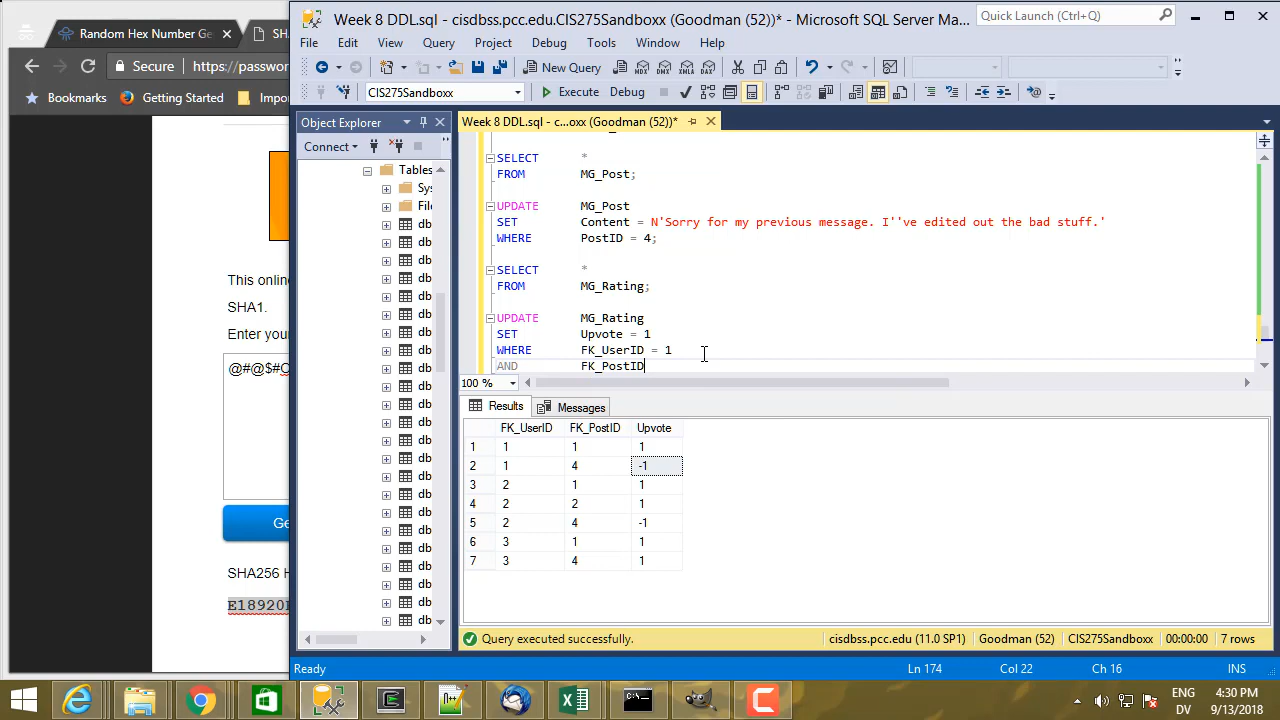 Week 8 DDL.sql - cisdbss.pcc.edu.CIS275Sandboxx (Goodman (52))* - Microsoft SQL Server Ma...
Quick Launch (Ctrl+Q)
Random Hex Number Ge
File Edit View Query Project Debug Tools Window Help
Secure https://passwor
New Query
Bookmarks Getting Started
CIS275Sandboxx Execute Debug
Object Explorer
Week 8 DDL.sql - c...oxx (Goodman (52))*
Connect
Tables
SELECT *
FROM MG_Post;
UPDATE MG_Post
SET Content = N'Sorry for my previous message. I''ve edited out the bad stuff.'
WHERE PostID = 4;
SELECT *
FROM MG_Rating;
UPDATE MG_Rating
SET Upvote = 1
WHERE FK_UserID = 1
AND FK_PostID
100 %
Results Messages
FK_UserID FK_PostID Upvote
1 1 1 1
2 1 4 -1
3 2 1 1
4 2 2 1
5 2 4 -1
6 3 1 1
7 3 4 1
Query executed successfully. cisdbss.pcc.edu (11.0 SP1) Goodman (52) CIS275Sandboxx 00:00:00 7 rows
This onlin
SHA1.
Enter your
@#@$#
Ge
SHA256 H
E18920
Ready Ln 174 Col 22 Ch 16 INS
ENG
DV
4:30 PM
9/13/2018